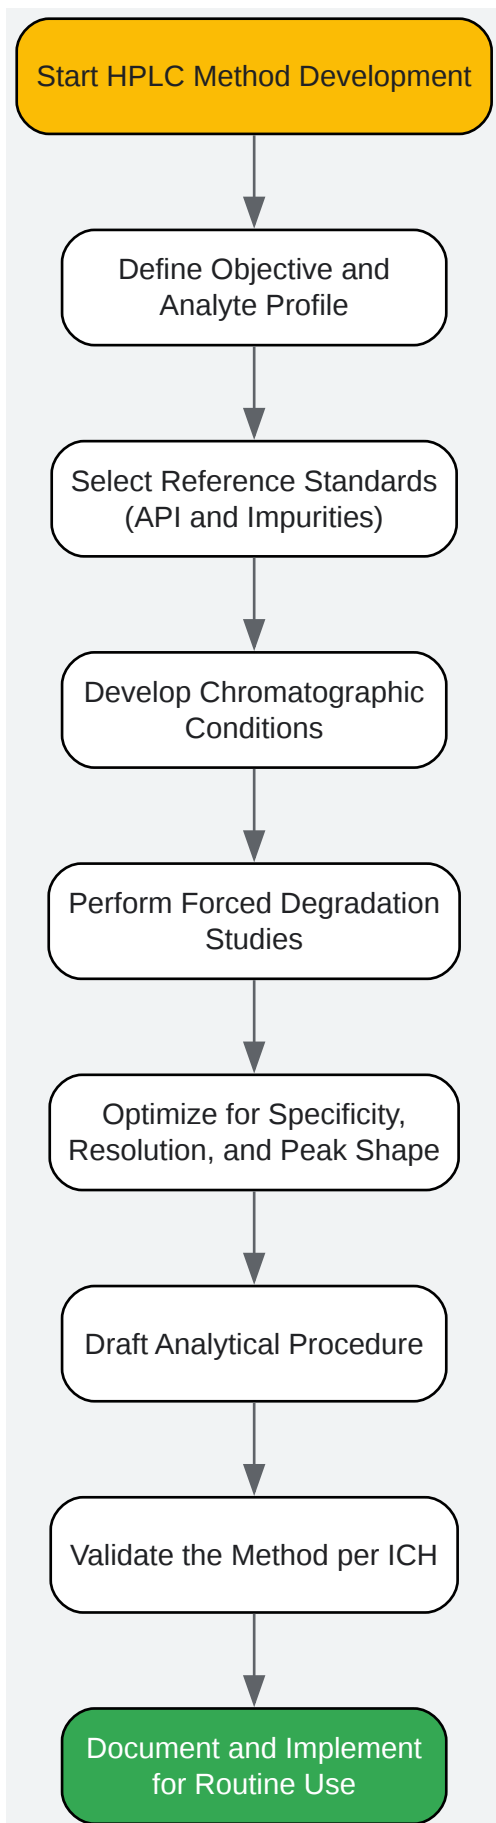 Start HPLC Method Development
Define Objective and
Analyte Profile
Select Reference Standards
(API and Impurities)
Develop Chromatographic
Conditions
Perform Forced Degradation
Studies
Optimize for Specificity,
Resolution, and Peak Shape
Draft Analytical Procedure
Validate the Method per ICH
Document and Implement
for Routine Use